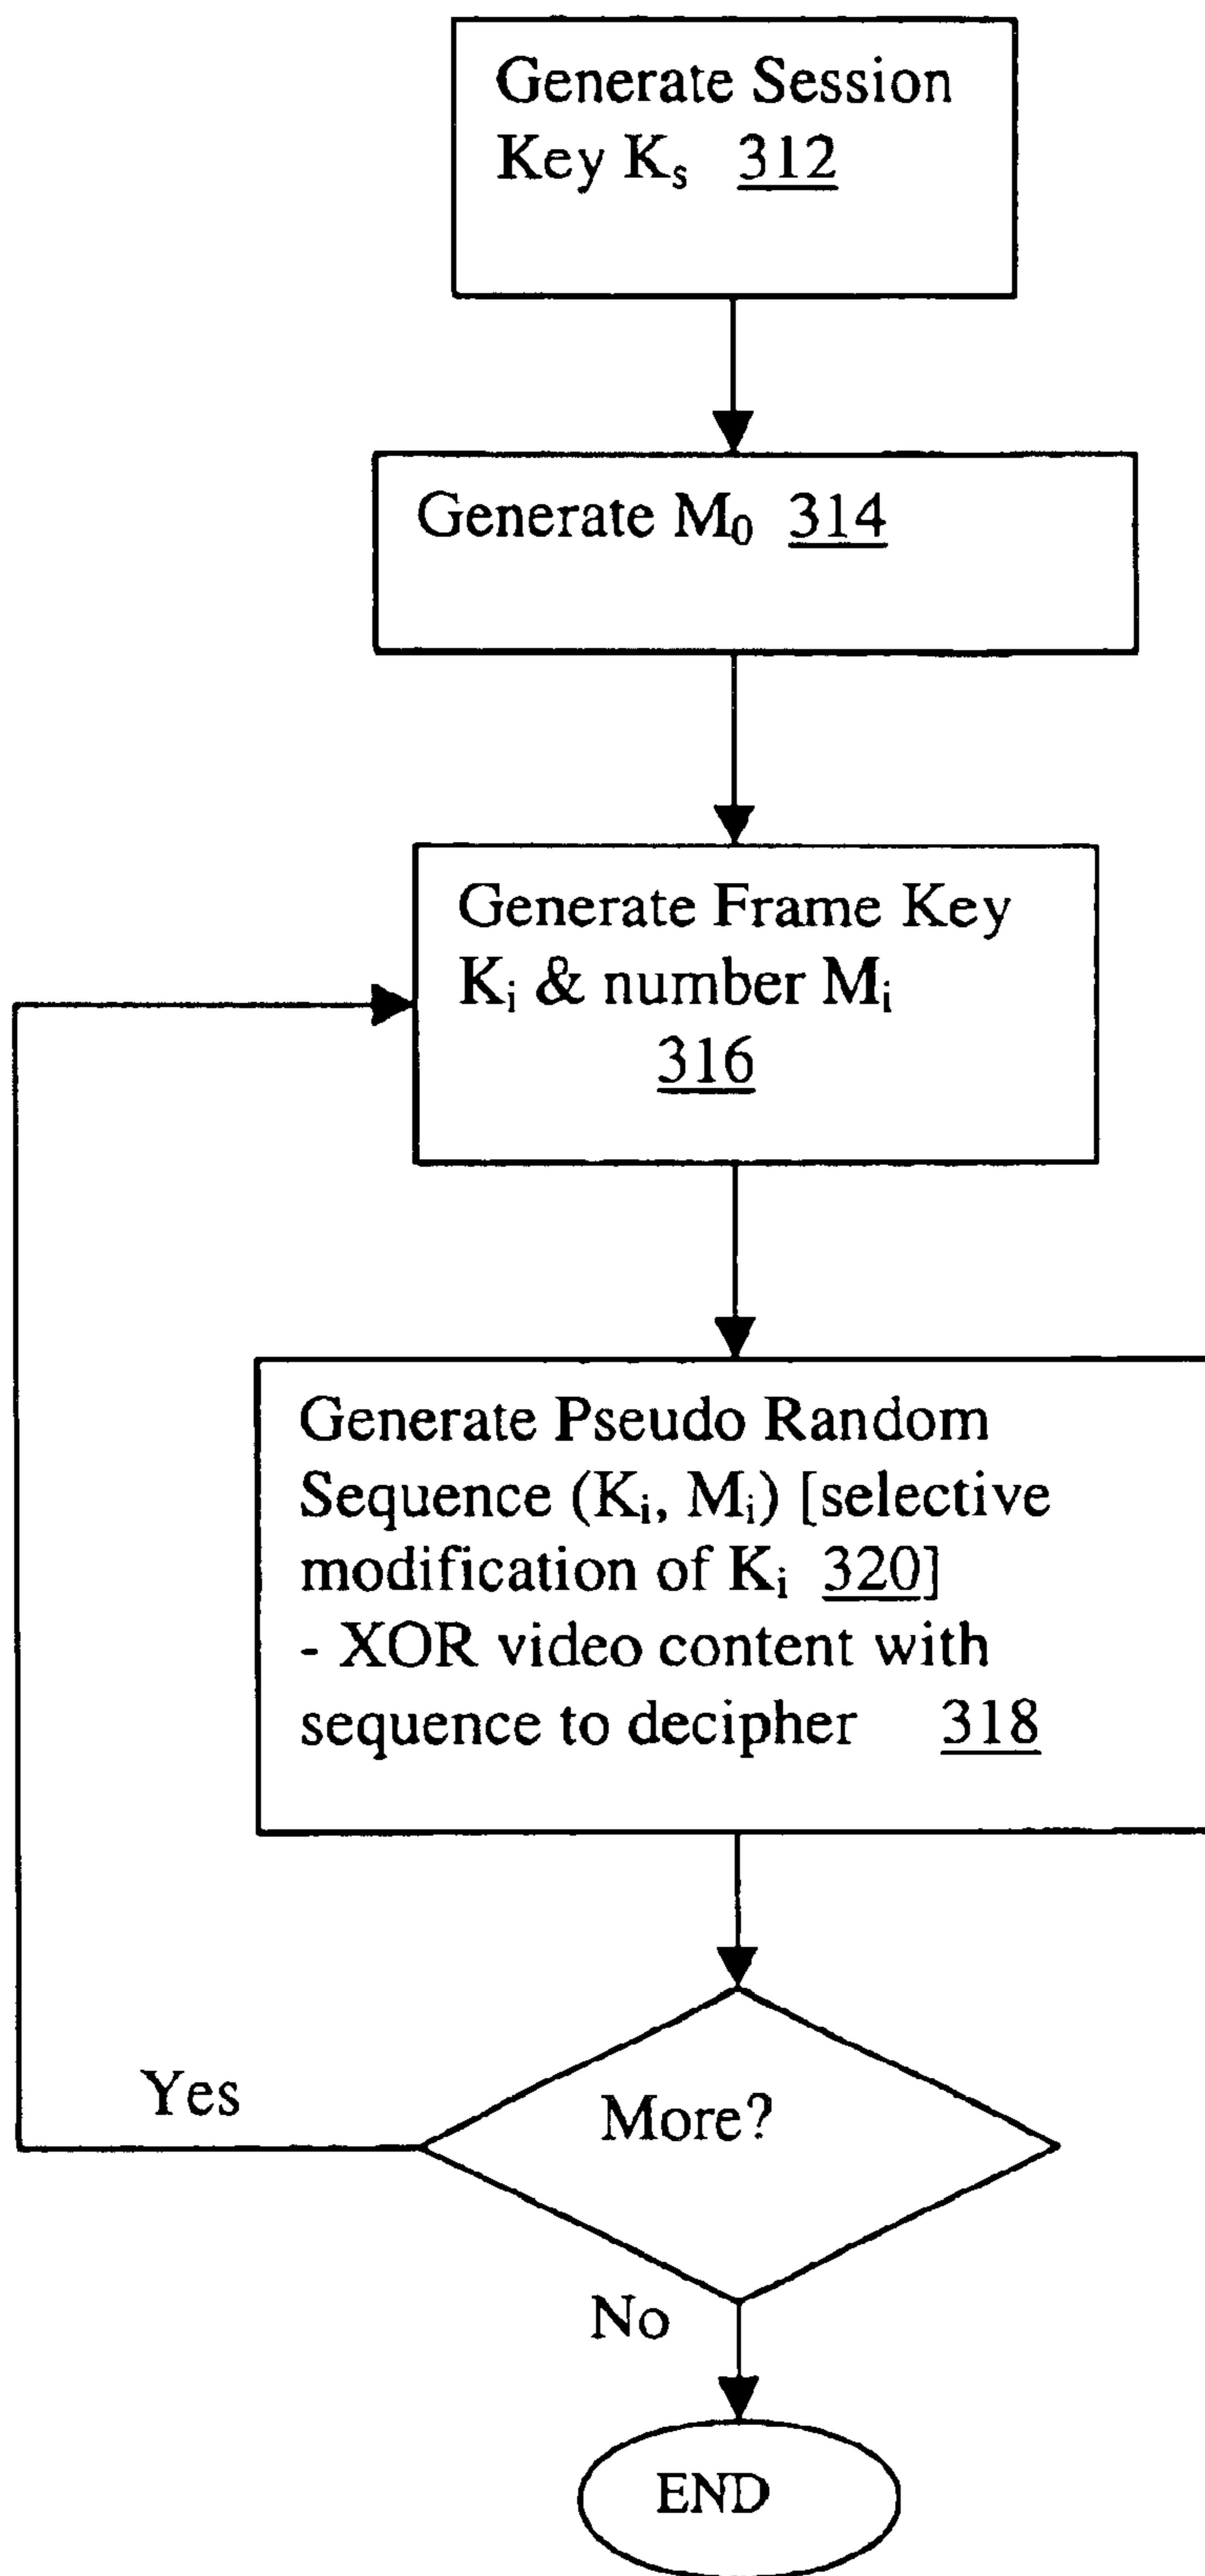 Generate Session
Key Ks 312
Generate M0 314
Generate Frame Key
Ki & number Mi
316
Generate Pseudo Random
Sequence (Ki, Mi) [selective
modification of Ki 320]
- XOR video content with
sequence to decipher 318
More?
Yes
No
END